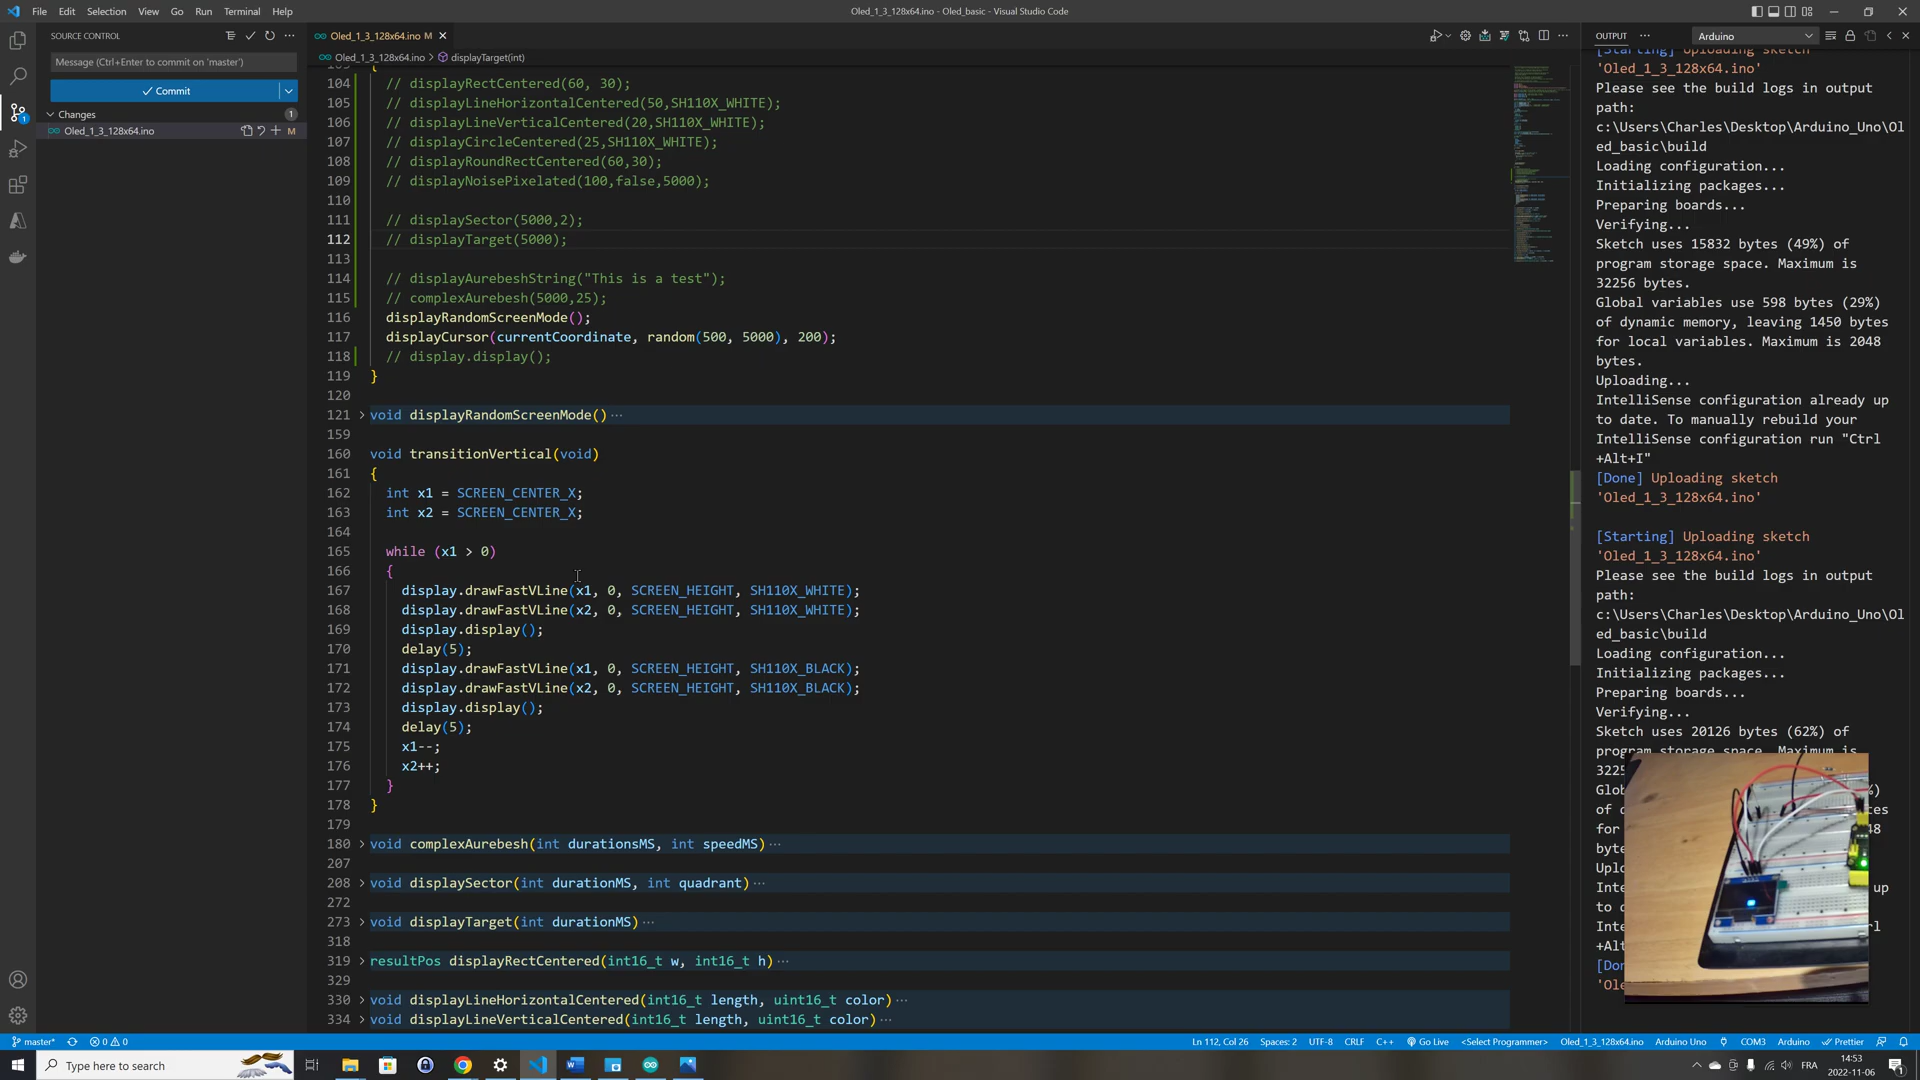 File Edit Selection View Go Run Terminal Help
Oled_1_3_128x64.ino - Oled_basic - Visual Studio Code
SOURCE CONTROL
Message (Ctrl+Enter to commit on 'master')
Commit
Changes 1
Oled_1_3_128x64.ino M
Oled_1_3_128x64.ino M
Oled_1_3_128x64.ino > displayTarget(int)
103 {
104 // displayRectCentered(60, 30);
105 // displayLineHorizontalCentered(50,SH110X_WHITE);
106 // displayLineVerticalCentered(20,SH110X_WHITE);
107 // displayCircleCentered(25,SH110X_WHITE);
108 // displayRoundRectCentered(60,30);
109 // displayNoisePixelated(100,false,5000);
110
111 // displaySector(5000,2);
112 // displayTarget(5000);
113
114 // displayAurebeshString("This is a test");
115 // complexAurebesh(5000,25);
116 displayRandomScreenMode();
117 displayCursor(currentCoordinate, random(500, 5000), 200);
118 // display.display();
119 }
120
121 void displayRandomScreenMode() ...
159
160 void transitionVertical(void)
161 {
162 int x1 = SCREEN_CENTER_X;
163 int x2 = SCREEN_CENTER_X;
164
165 while (x1 > 0)
166 {
167 display.drawFastVLine(x1, 0, SCREEN_HEIGHT, SH110X_WHITE);
168 display.drawFastVLine(x2, 0, SCREEN_HEIGHT, SH110X_WHITE);
169 display.display();
170 delay(5);
171 display.drawFastVLine(x1, 0, SCREEN_HEIGHT, SH110X_BLACK);
172 display.drawFastVLine(x2, 0, SCREEN_HEIGHT, SH110X_BLACK);
173 display.display();
174 delay(5);
175 x1--;
176 x2++;
177 }
178 }
179
180 void complexAurebesh(int durationsMS, int speedMS) ...
207
208 void displaySector(int durationMS, int quadrant) ...
272
273 void displayTarget(int durationMS) ...
318
319 resultPos displayRectCentered(int16_t w, int16_t h) ...
329
330 void displayLineHorizontalCentered(int16_t length, uint16_t color) ...
334 void displayLineVerticalCentered(int16_t length, uint16_t color) ...
OUTPUT ... Arduino
[Starting] Uploading sketch
'Oled_1_3_128x64.ino'
Please see the build logs in output
path:
c:\Users\Charles\Desktop\Arduino_Uno\Ol
ed_basic\build
Loading configuration...
Initializing packages...
Preparing boards...
Verifying...
Sketch uses 15832 bytes (49%) of
program storage space. Maximum is
32256 bytes.
Global variables use 598 bytes (29%)
of dynamic memory, leaving 1450 bytes
for local variables. Maximum is 2048
bytes.
Uploading...
IntelliSense configuration already up
to date. To manually rebuild your
IntelliSense configuration run "Ctrl
+Alt+I"
[Done] Uploading sketch
'Oled_1_3_128x64.ino'
[Starting] Uploading sketch
'Oled_1_3_128x64.ino'
Please see the build logs in output
path:
c:\Users\Charles\Desktop\Arduino_Uno\Ol
ed_basic\build
Loading configuration...
Initializing packages...
Preparing boards...
Verifying...
Sketch uses 20126 bytes (62%) of
program storage space. Maximum is
master* 0 0
Ln 112, Col 26 Spaces: 2 UTF-8 CRLF C++ Go Live <Select Programmer> Oled_1_3_128x64.ino Arduino Uno COM3 Arduino Prettier
Type here to search
FRA
14:53
2022-11-06
1